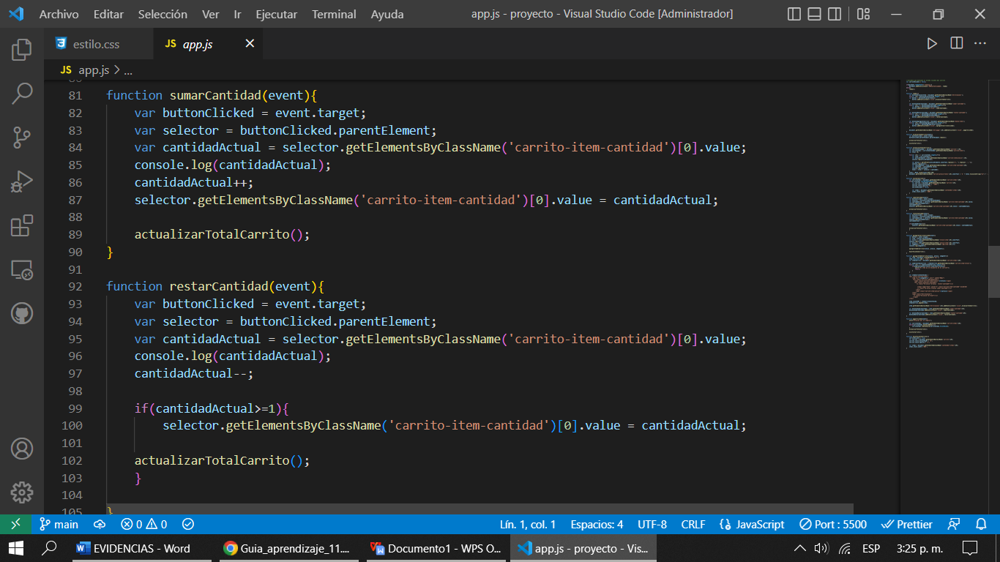 Archivo Editar Selección Ver Ir Ejecutar Terminal Ayuda app.js - proyecto - Visual Studio Code [Administrador]
estilo.css JS app.js
JS app.js > ...
81 function sumarCantidad(event){
82 var buttonClicked = event.target;
83 var selector = buttonClicked.parentElement;
84 var cantidadActual = selector.getElementsByClassName('carrito-item-cantidad')[0].value;
85 console.log(cantidadActual);
86 cantidadActual++;
87 selector.getElementsByClassName('carrito-item-cantidad')[0].value = cantidadActual;
88
89 actualizarTotalCarrito();
90 }
91
92 function restarCantidad(event){
93 var buttonClicked = event.target;
94 var selector = buttonClicked.parentElement;
95 var cantidadActual = selector.getElementsByClassName('carrito-item-cantidad')[0].value;
96 console.log(cantidadActual);
97 cantidadActual--;
98
99 if(cantidadActual>=1){
100 selector.getElementsByClassName('carrito-item-cantidad')[0].value = cantidadActual;
101
102 actualizarTotalCarrito();
103 }
104
105 }
main 0 0 Lín. 1, col. 1 Espacios: 4 UTF-8 CRLF JavaScript Port : 5500 Prettier
EVIDENCIAS - Word Guia_aprendizaje_11.... Documento1 - WPS O... app.js - proyecto - Vis... ESP 3:25 p. m.